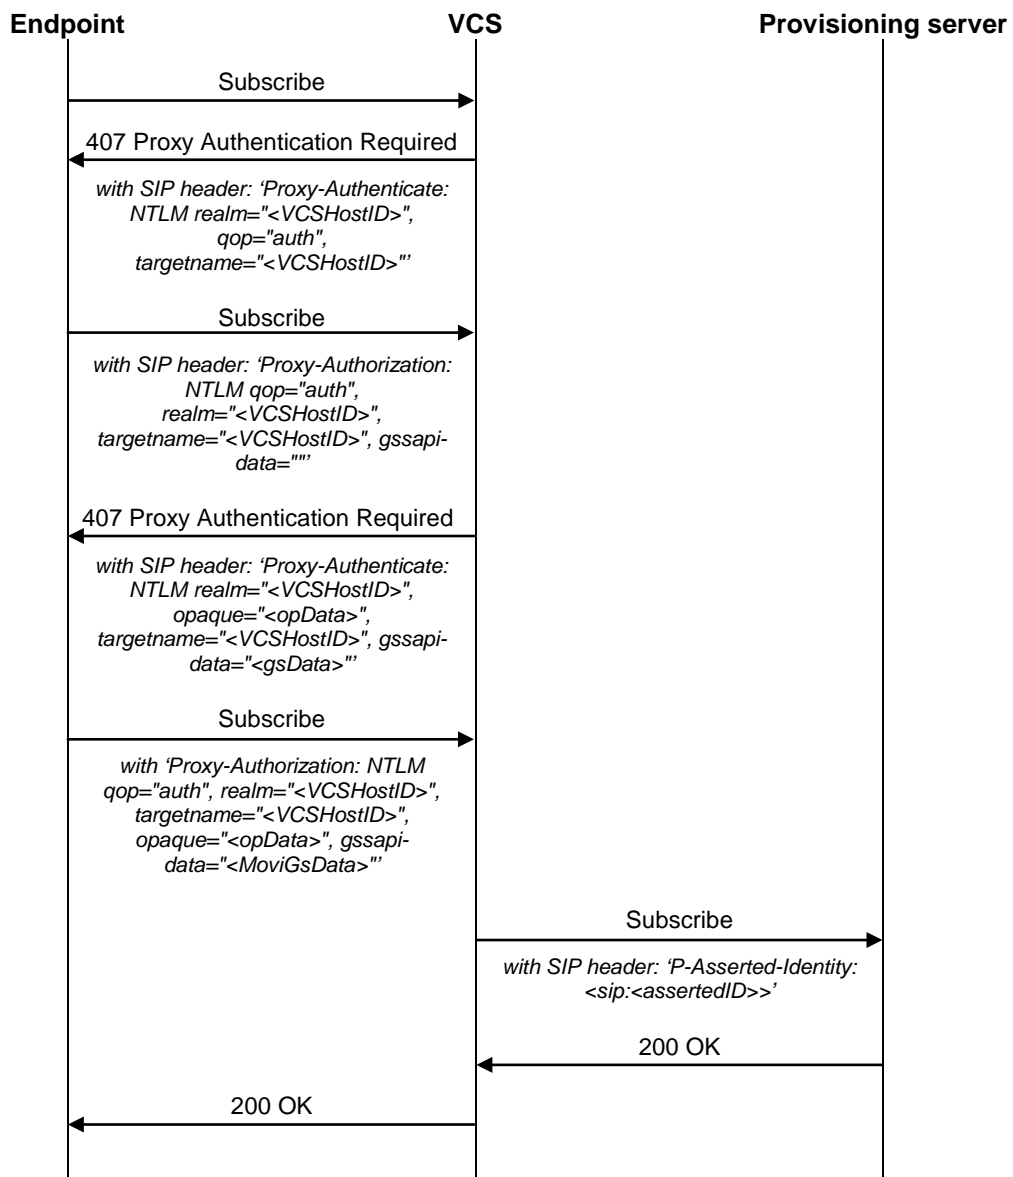 Endpoint VCS Provisioning server
Subscribe
407 Proxy Authentication Required
with SIP header: ‘Proxy-Authenticate:
NTLM realm="<VCSHostID>",
qop="auth",
targetname="<VCSHostID>"’
Subscribe
with SIP header: ‘Proxy-Authorization:
NTLM qop="auth",
realm="<VCSHostID>",
targetname="<VCSHostID>", gssapi-
data=""’
407 Proxy Authentication Required
with SIP header: ‘Proxy-Authenticate:
NTLM realm="<VCSHostID>",
opaque="<opData>",
targetname="<VCSHostID>", gssapi-
data="<gsData>"’
Subscribe
with ‘Proxy-Authorization: NTLM
qop="auth", realm="<VCSHostID>",
targetname="<VCSHostID>",
opaque="<opData>", gssapi-
data="<MoviGsData>"’
Subscribe
with SIP header: ‘P-Asserted-Identity:
<sip:<assertedID>>’
200 OK
200 OK